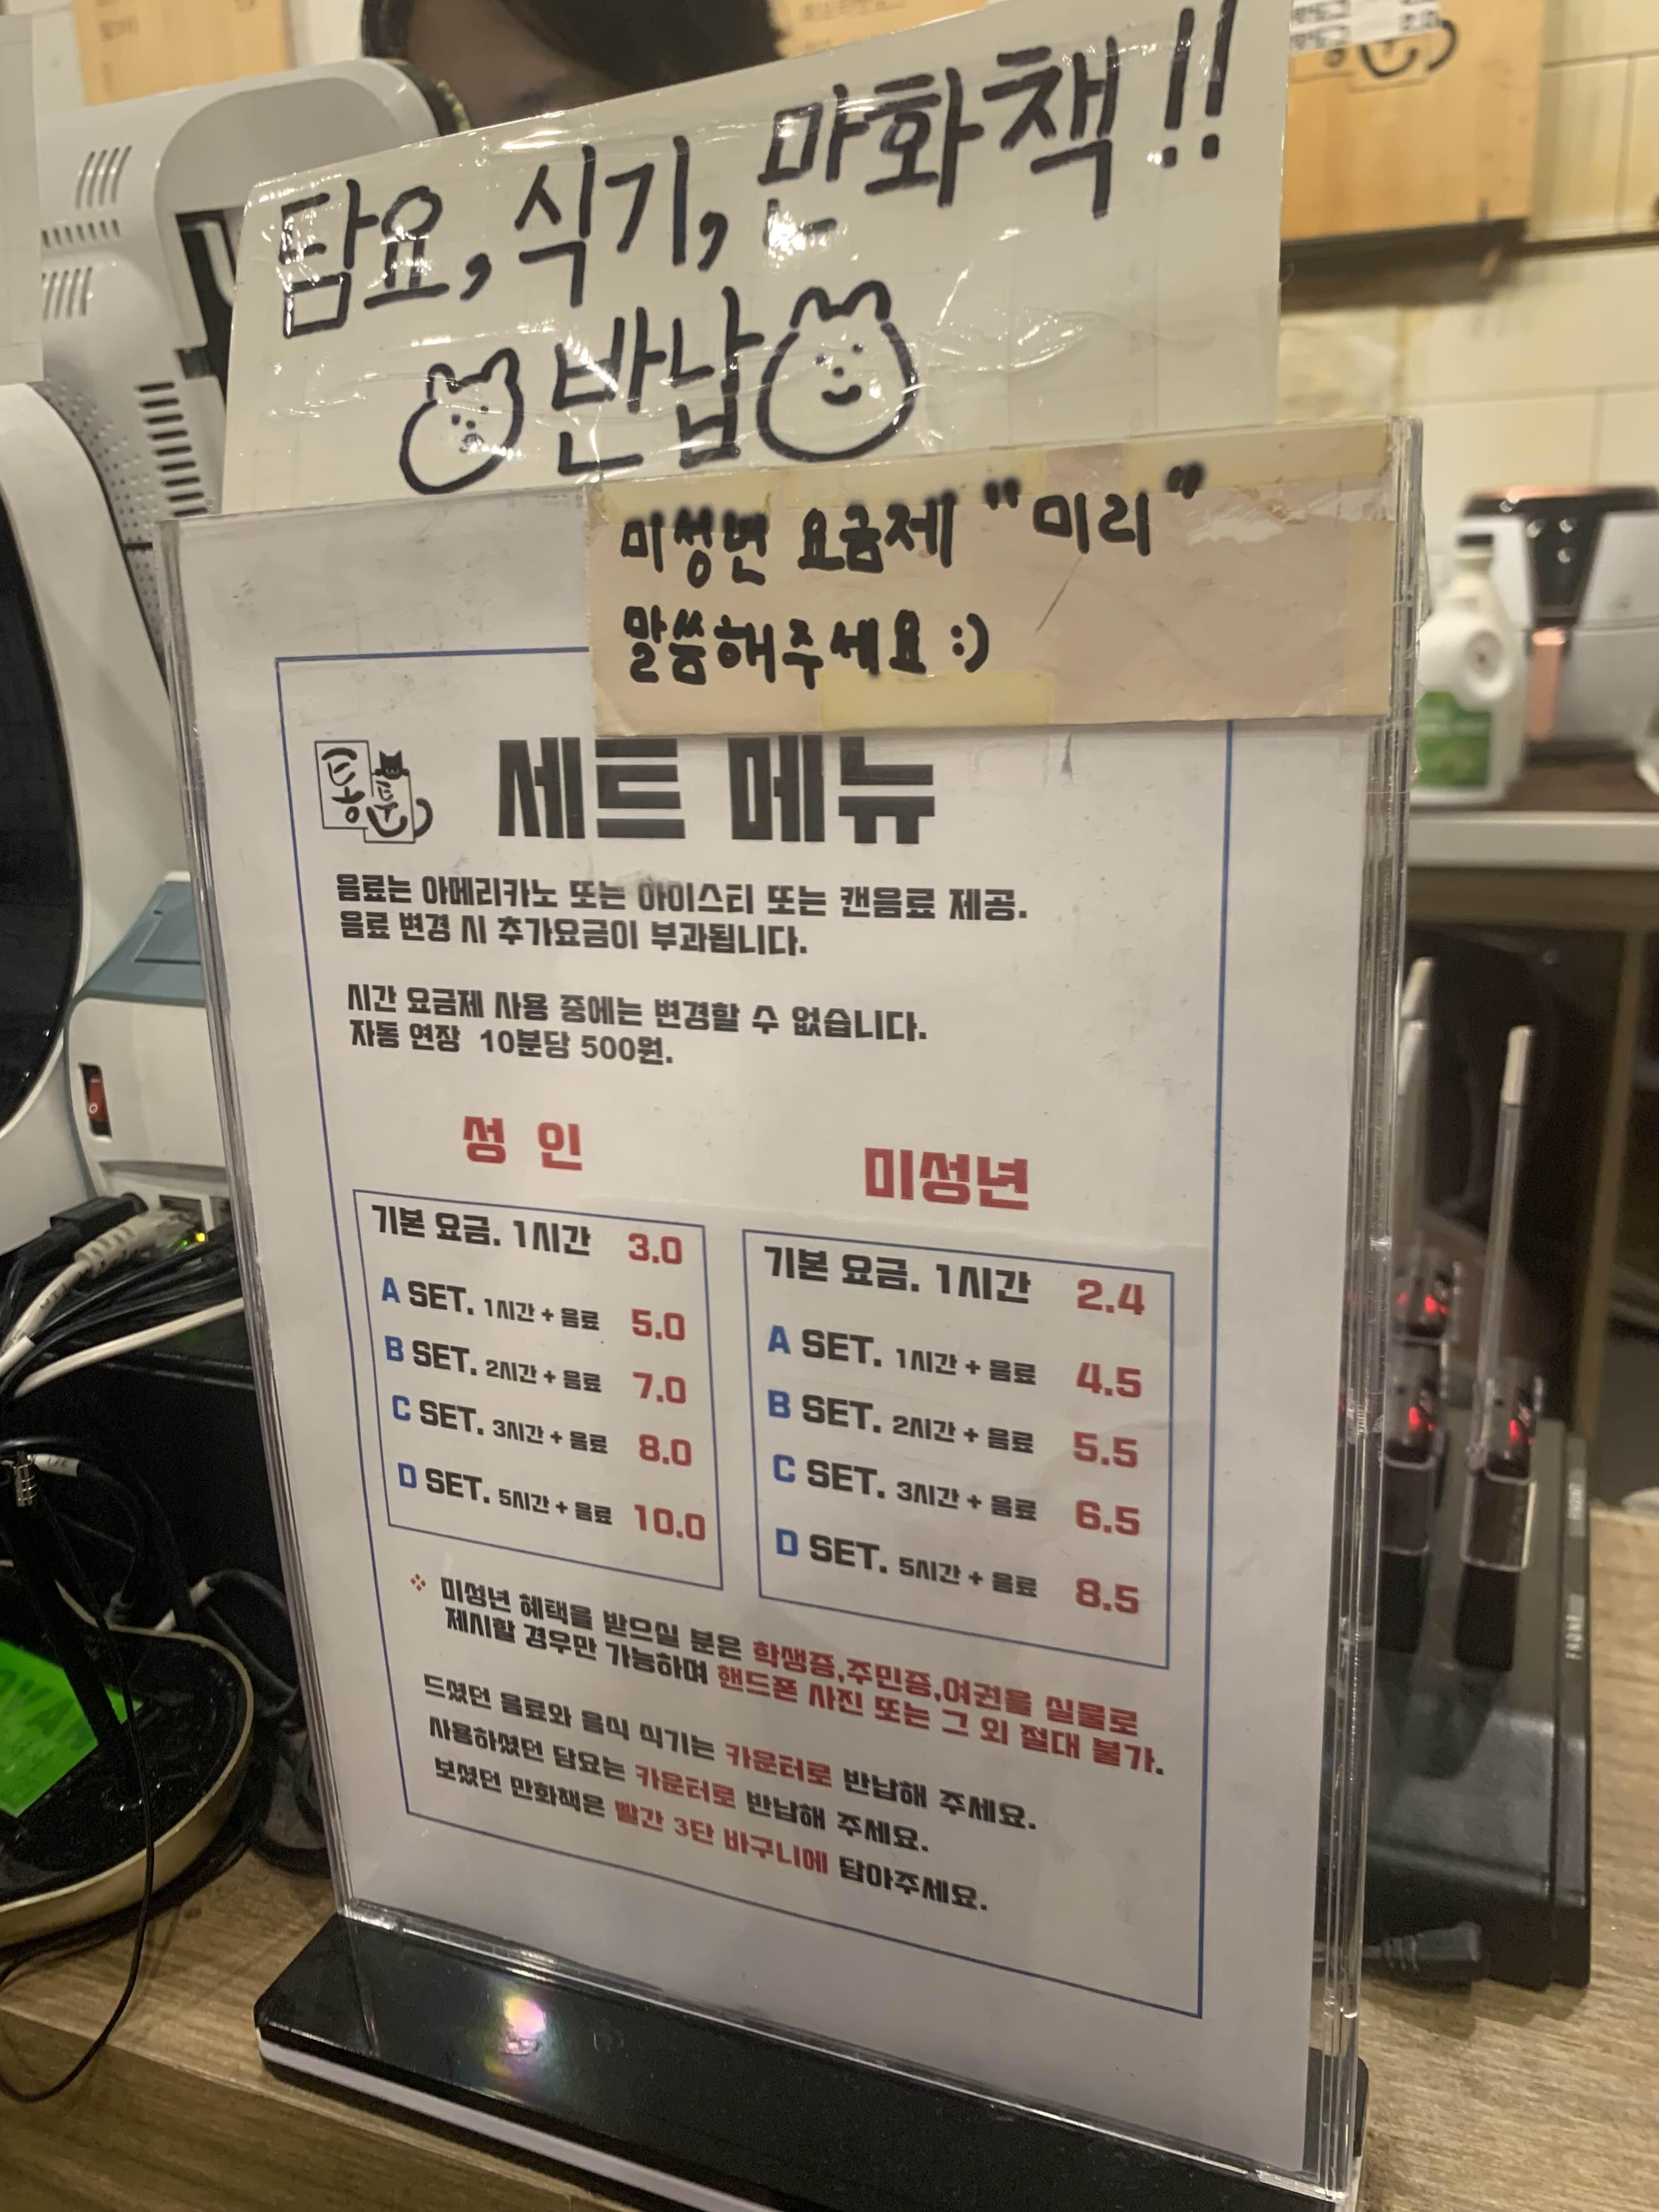 담요, 식기, 만화책!!
반납
미성년 요금제 "미리"
말씀해주세요 :)
통툰
세트 메뉴
음료는 아메리카노 또는 아이스티 또는 캔음료 제공.
음료 변경 시 추가요금이 부과됩니다.
시간 요금제 사용 중에는 변경할 수 없습니다.
자동 연장 10분당 500원.
성 인
기본 요금. 1시간 3.0
A SET. 1시간 + 음료 5.0
B SET. 2시간 + 음료 7.0
C SET. 3시간 + 음료 8.0
D SET. 5시간 + 음료 10.0
미성년
기본 요금. 1시간 2.4
A SET. 1시간 + 음료 4.5
B SET. 2시간 + 음료 5.5
C SET. 3시간 + 음료 6.5
D SET. 5시간 + 음료 8.5
❖ 미성년 혜택을 받으실 분은 학생증,주민증,여권을 실물로
제시할 경우만 가능하며 핸드폰 사진 또는 그 외 절대 불가.
드셨던 음료와 음식 식기는 카운터로 반납해 주세요.
사용하셨던 담요는 카운터로 반납해 주세요.
보셨던 만화책은 빨간 3단 바구니에 담아주세요.